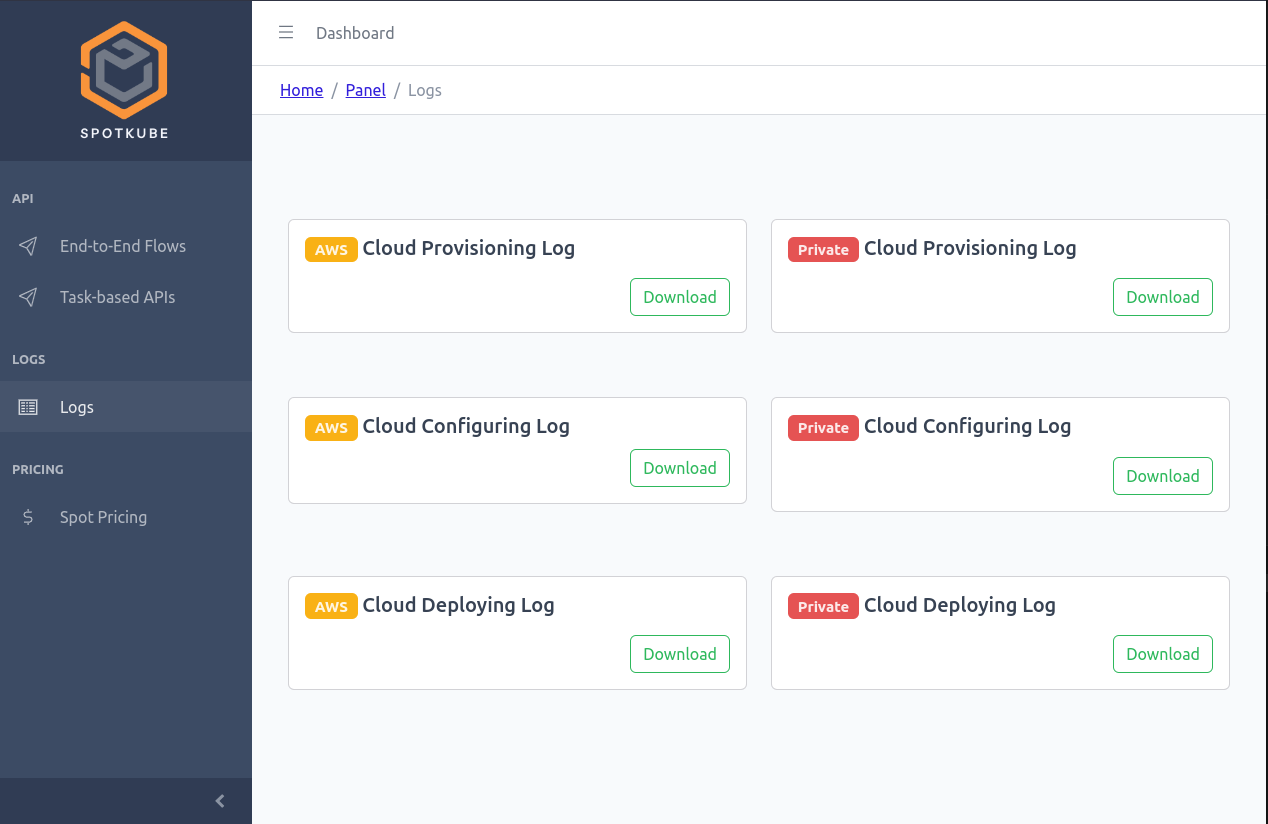 SPOTKUBE
API
End-to-End Flows
Task-based APIs
LOGS
Logs
PRICING
$ Spot Pricing
Dashboard
Home / Panel / Logs
AWS Cloud Provisioning Log
Download
Private Cloud Provisioning Log
Download
AWS Cloud Configuring Log
Download
Private Cloud Configuring Log
Download
AWS Cloud Deploying Log
Download
Private Cloud Deploying Log
Download